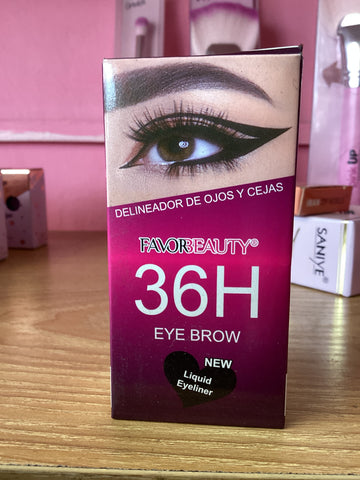 DELINEADOR DE OJOS Y CEJAS
FAVORBEAUTY®
36H
EYE BROW
NEW
Liquid
Eyeliner
SANIYE®